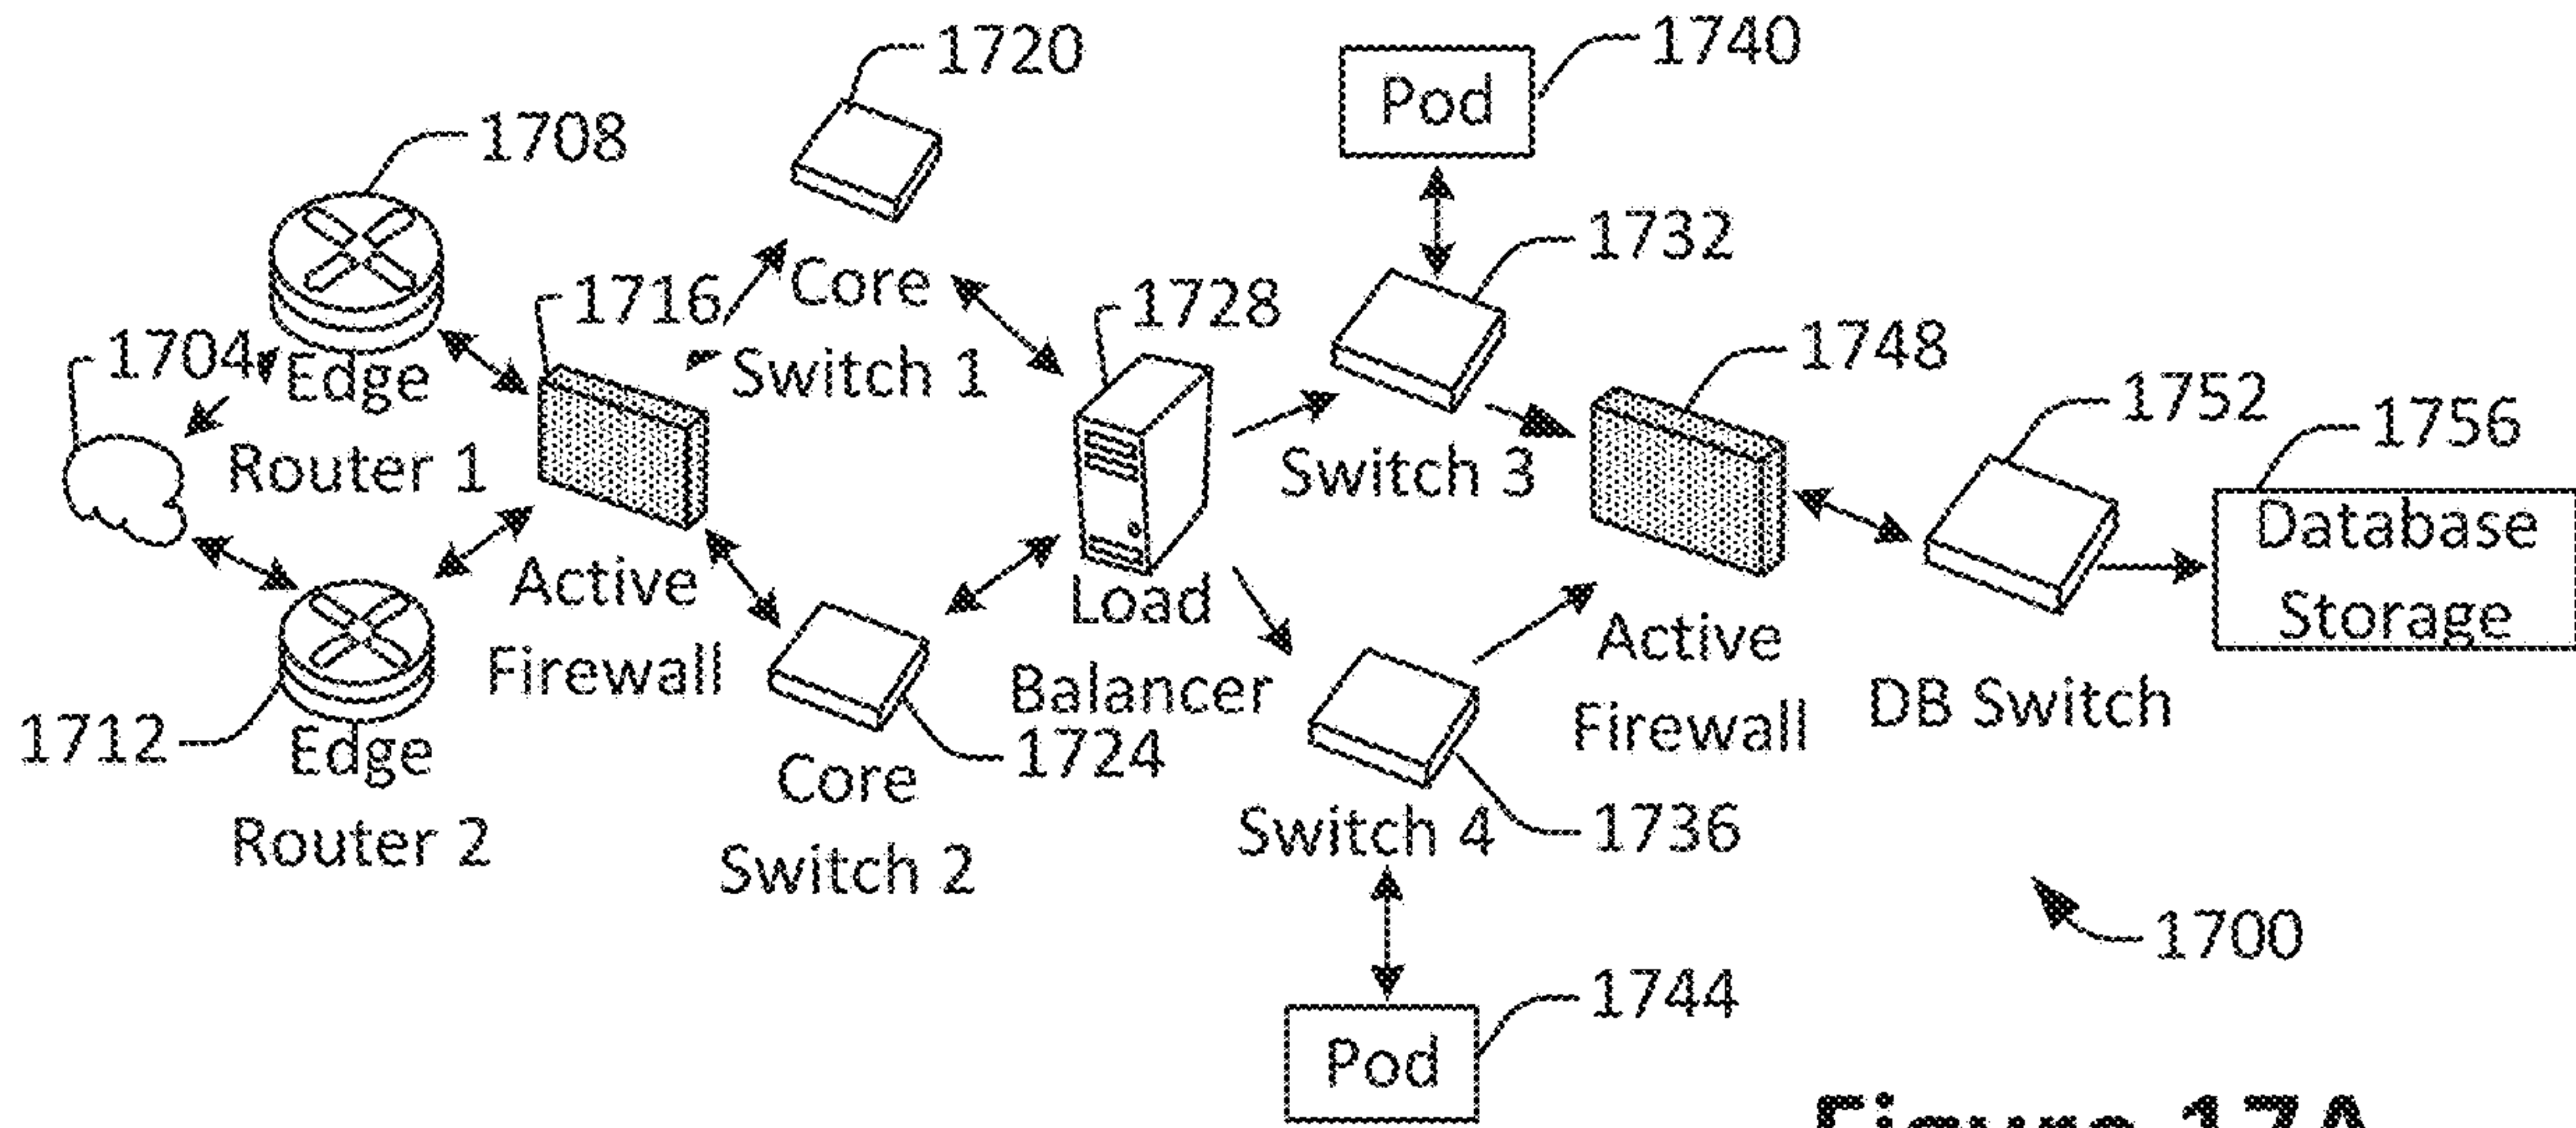 1720
1740
Pod
1708
1732
1716
Core
Switch 1
1728
1748
1704
Edge
Router 1
1752
1756
Switch 3
Database
Storage
Active
Firewall
Load
Balancer
Active
Firewall
DB Switch
1712
Edge
Router 2
1724
Core
Switch 2
Switch 4
1736
1700
1744
Pod
Figure 17A